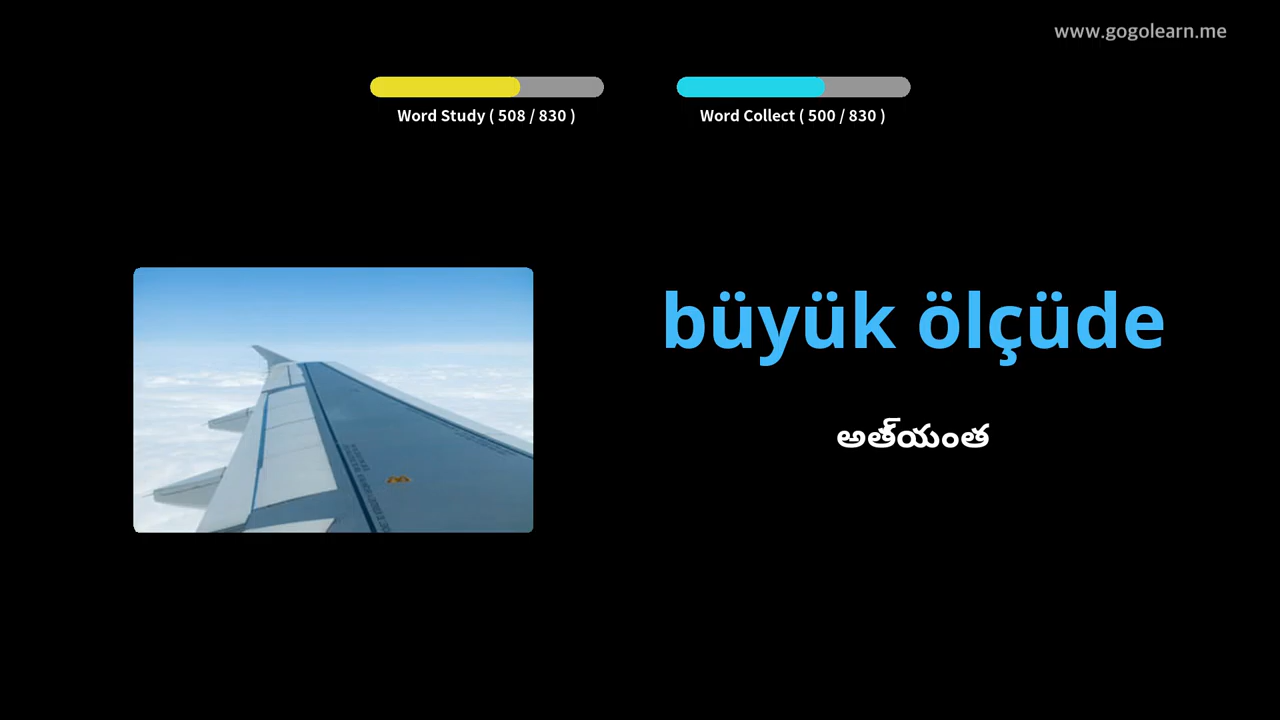 www.gogolearn.me
Word Study ( 508 / 830 )
Word Collect ( 500 / 830 )
büyük ölçüde
అత్యంత